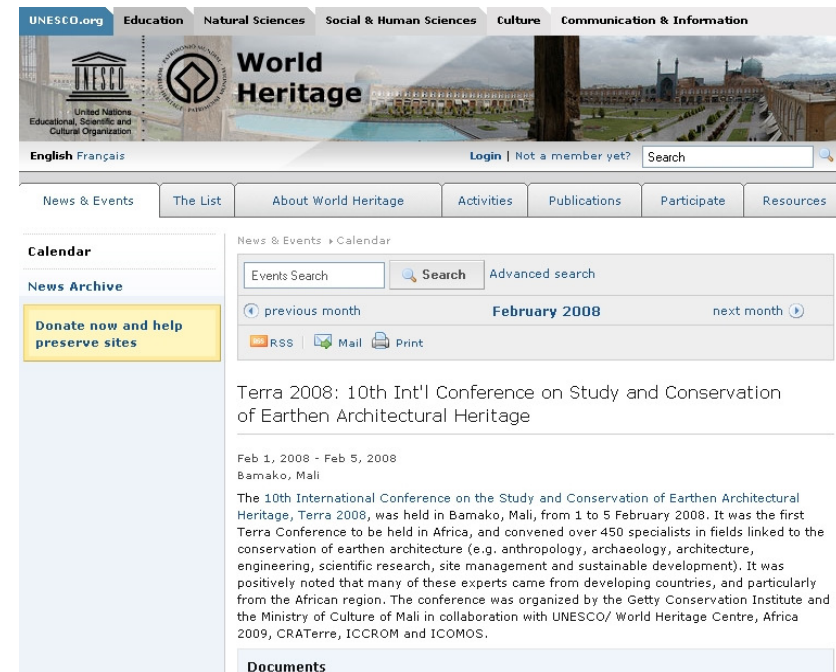 UNESCO.org Education Natural Sciences Social & Human Sciences Culture Communication & Information
UNESCO
United Nations
Educational, Scientific and
Cultural Organization
World
Heritage
English Français
Login | Not a member yet? Search
News & Events The List About World Heritage Activities Publications Participate Resources
Calendar
News Archive
Donate now and help
preserve sites
News & Events Calendar
Events Search Search Advanced search
previous month February 2008 next month
RSS | Mail Print
Terra 2008: 10th Int'l Conference on Study and Conservation
of Earthen Architectural Heritage
Feb 1, 2008 - Feb 5, 2008
Bamako, Mali
The 10th International Conference on the Study and Conservation of Earthen Architectural
Heritage, Terra 2008, was held in Bamako, Mali, from 1 to 5 February 2008. It was the first
Terra Conference to be held in Africa, and convened over 450 specialists in fields linked to the
conservation of earthen architecture (e.g. anthropology, archaeology, architecture,
engineering, scientific research, site management and sustainable development). It was
positively noted that many of these experts came from developing countries, and particularly
from the African region. The conference was organized by the Getty Conservation Institute and
the Ministry of Culture of Mali in collaboration with UNESCO/ World Heritage Centre, Africa
2009, CRATerre, ICCROM and ICOMOS.
Documents